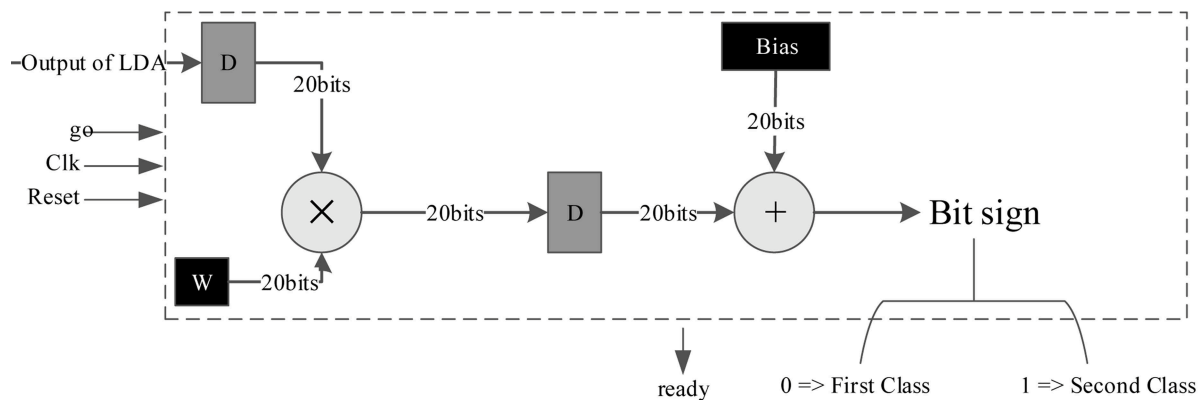 Bias
Output of LDA
D
20bits
20bits
go
Clk
Reset
×
20bits
D
20bits
+
Bit sign
W
20bits
ready
0 => First Class
1 => Second Class